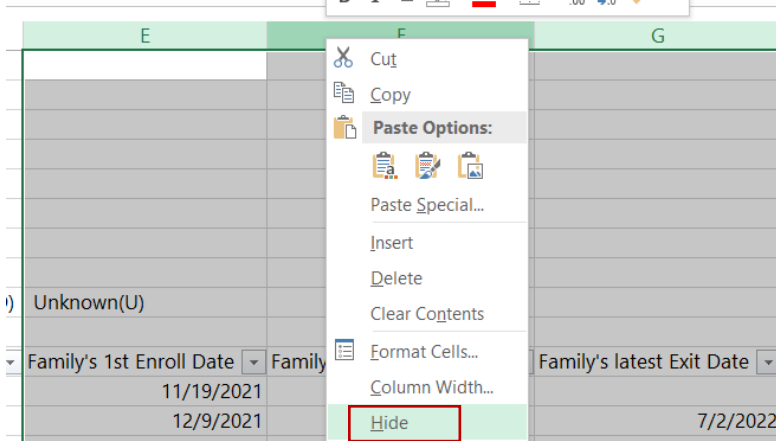 .00
E F G
Cut
Copy
Paste Options:
Paste Special...
Insert
Delete
Clear Contents
Unknown(U)
Format Cells...
Family's 1st Enroll Date Family Family's latest Exit Date
Column Width...
11/19/2021
Hide
12/9/2021 7/2/2022